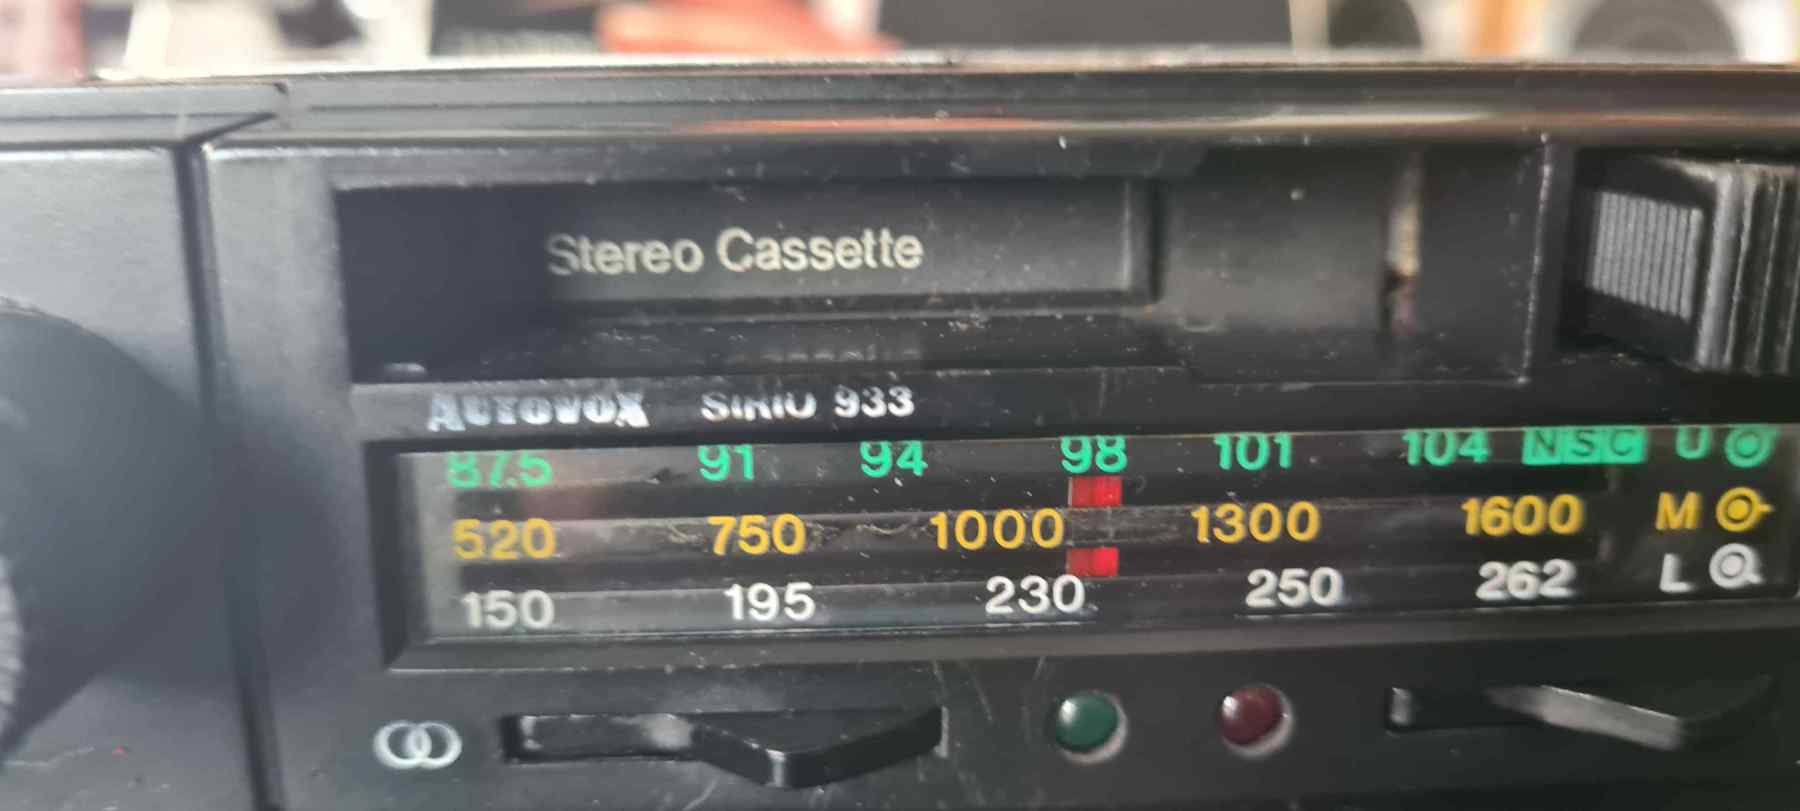 Stereo Cassette
AUTOVOX SIRIO 933
87.5 91 94 98 101 104 NSC U
520 750 1000 1300 1600 M
150 195 230 250 262 L